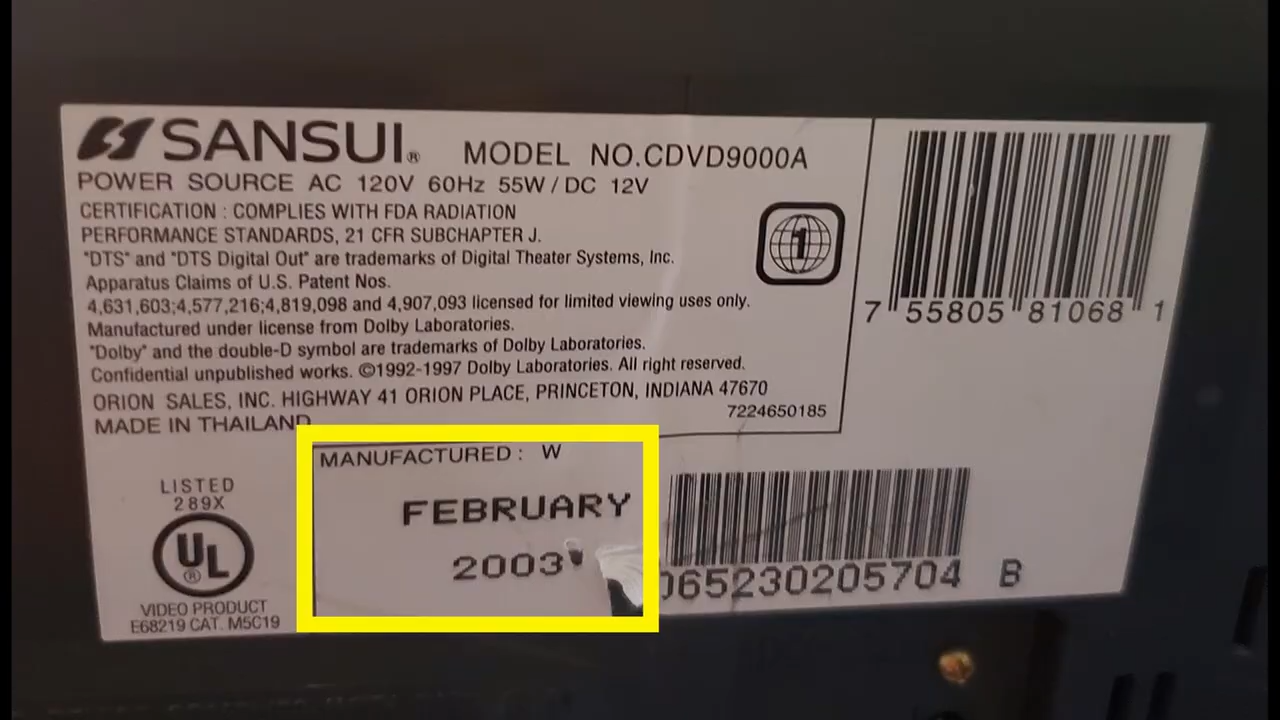 SANSUI® MODEL NO.CDVD9000A
POWER SOURCE AC 120V 60Hz 55W / DC 12V
CERTIFICATION : COMPLIES WITH FDA RADIATION
PERFORMANCE STANDARDS, 21 CFR SUBCHAPTER J.
"DTS" and "DTS Digital Out" are trademarks of Digital Theater Systems, Inc.
Apparatus Claims of U.S. Patent Nos.
4,631,603;4,577,216;4,819,098 and 4,907,093 licensed for limited viewing uses only.
Manufactured under license from Dolby Laboratories.
"Dolby" and the double-D symbol are trademarks of Dolby Laboratories.
Confidential unpublished works. ©1992-1997 Dolby Laboratories. All right reserved.
ORION SALES, INC. HIGHWAY 41 ORION PLACE, PRINCETON, INDIANA 47670
7224650185
MADE IN THAILAND
1
7 55805 81068 1
LISTED
289X
UL®
VIDEO PRODUCT
E68219 CAT. M5C19
MANUFACTURED : W
FEBRUARY
2003
065230205704 B